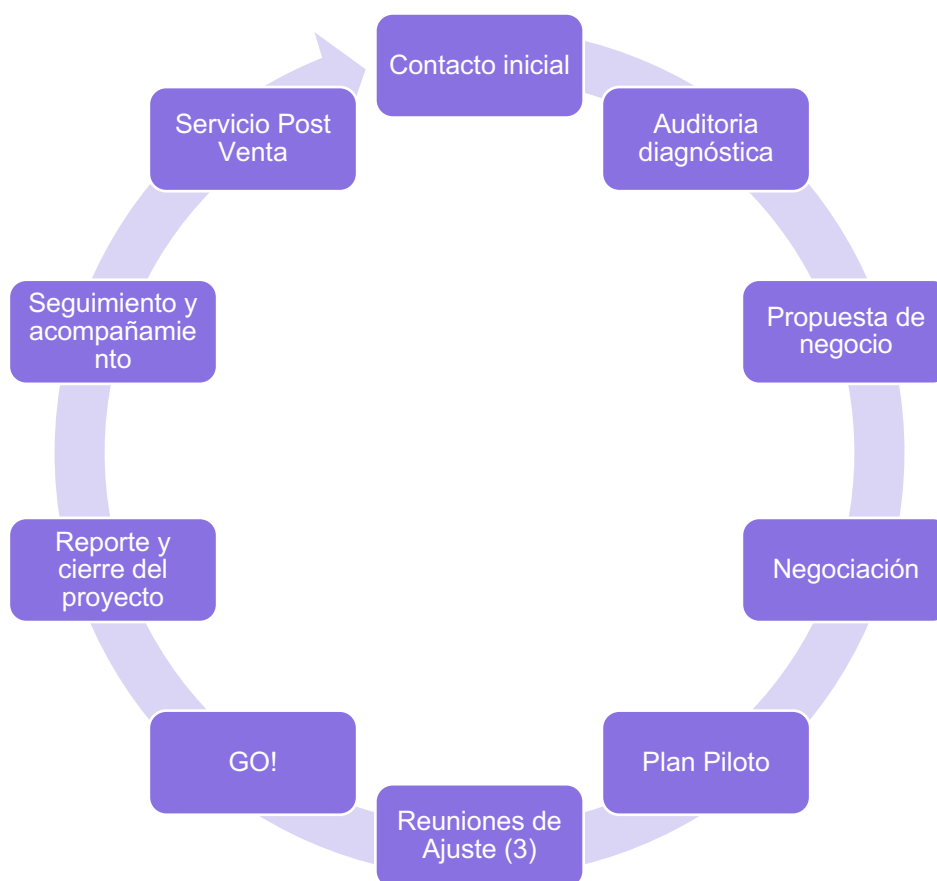 Contacto inicial
Auditoria
diagnóstica
Propuesta de
negocio
Negociación
Plan Piloto
Reuniones de
Ajuste (3)
GO!
Reporte y
cierre del
proyecto
Seguimiento y
acompañamie
nto
Servicio Post
Venta